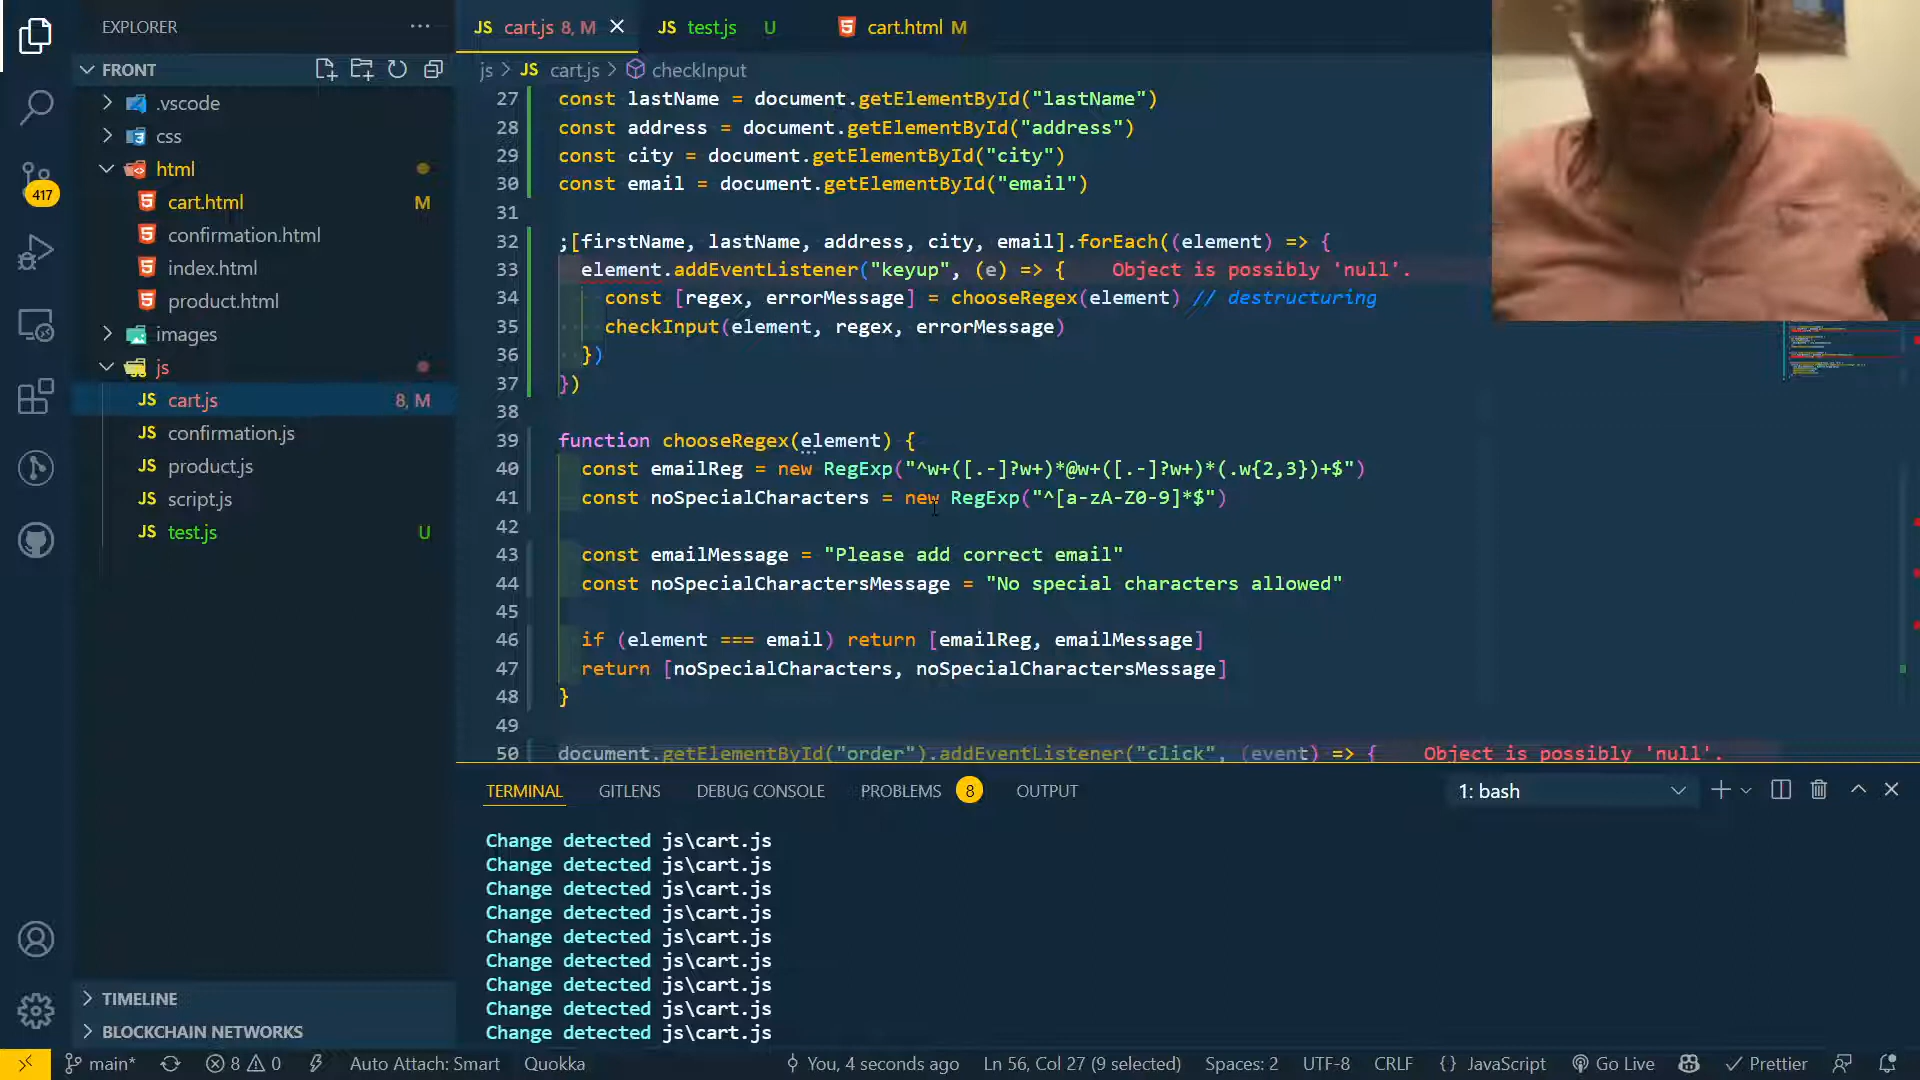 EXPLORER
FRONT
.vscode
css
html
cart.html M
confirmation.html
index.html
product.html
images
js
JS cart.js 8, M
JS confirmation.js
JS product.js
JS script.js
JS test.js U
TIMELINE
BLOCKCHAIN NETWORKS
417
JS cart.js 8, M
JS test.js U
cart.html M
js > JS cart.js > checkInput
27 const lastName = document.getElementById("lastName")
28 const address = document.getElementById("address")
29 const city = document.getElementById("city")
30 const email = document.getElementById("email")
31
32 ;[firstName, lastName, address, city, email].forEach((element) => {
33 element.addEventListener("keyup", (e) => { Object is possibly 'null'.
34 const [regex, errorMessage] = chooseRegex(element) // destructuring
35 checkInput(element, regex, errorMessage)
36 })
37 })
38
39 function chooseRegex(element) {
40 const emailReg = new RegExp("^w+([.-]?w+)*@w+([.-]?w+)*(.w{2,3})+$")
41 const noSpecialCharacters = new RegExp("^[a-zA-Z0-9]*$")
42
43 const emailMessage = "Please add correct email"
44 const noSpecialCharactersMessage = "No special characters allowed"
45
46 if (element === email) return [emailReg, emailMessage]
47 return [noSpecialCharacters, noSpecialCharactersMessage]
48 }
49
50 document.getElementById("order").addEventListener("click", (event) => { Object is possibly 'null'.
TERMINAL GITLENS DEBUG CONSOLE PROBLEMS 8 OUTPUT 1: bash
Change detected js\cart.js
Change detected js\cart.js
Change detected js\cart.js
Change detected js\cart.js
Change detected js\cart.js
Change detected js\cart.js
Change detected js\cart.js
Change detected js\cart.js
Change detected js\cart.js
main* 8 0 Auto Attach: Smart Quokka You, 4 seconds ago Ln 56, Col 27 (9 selected) Spaces: 2 UTF-8 CRLF {} JavaScript Go Live Prettier